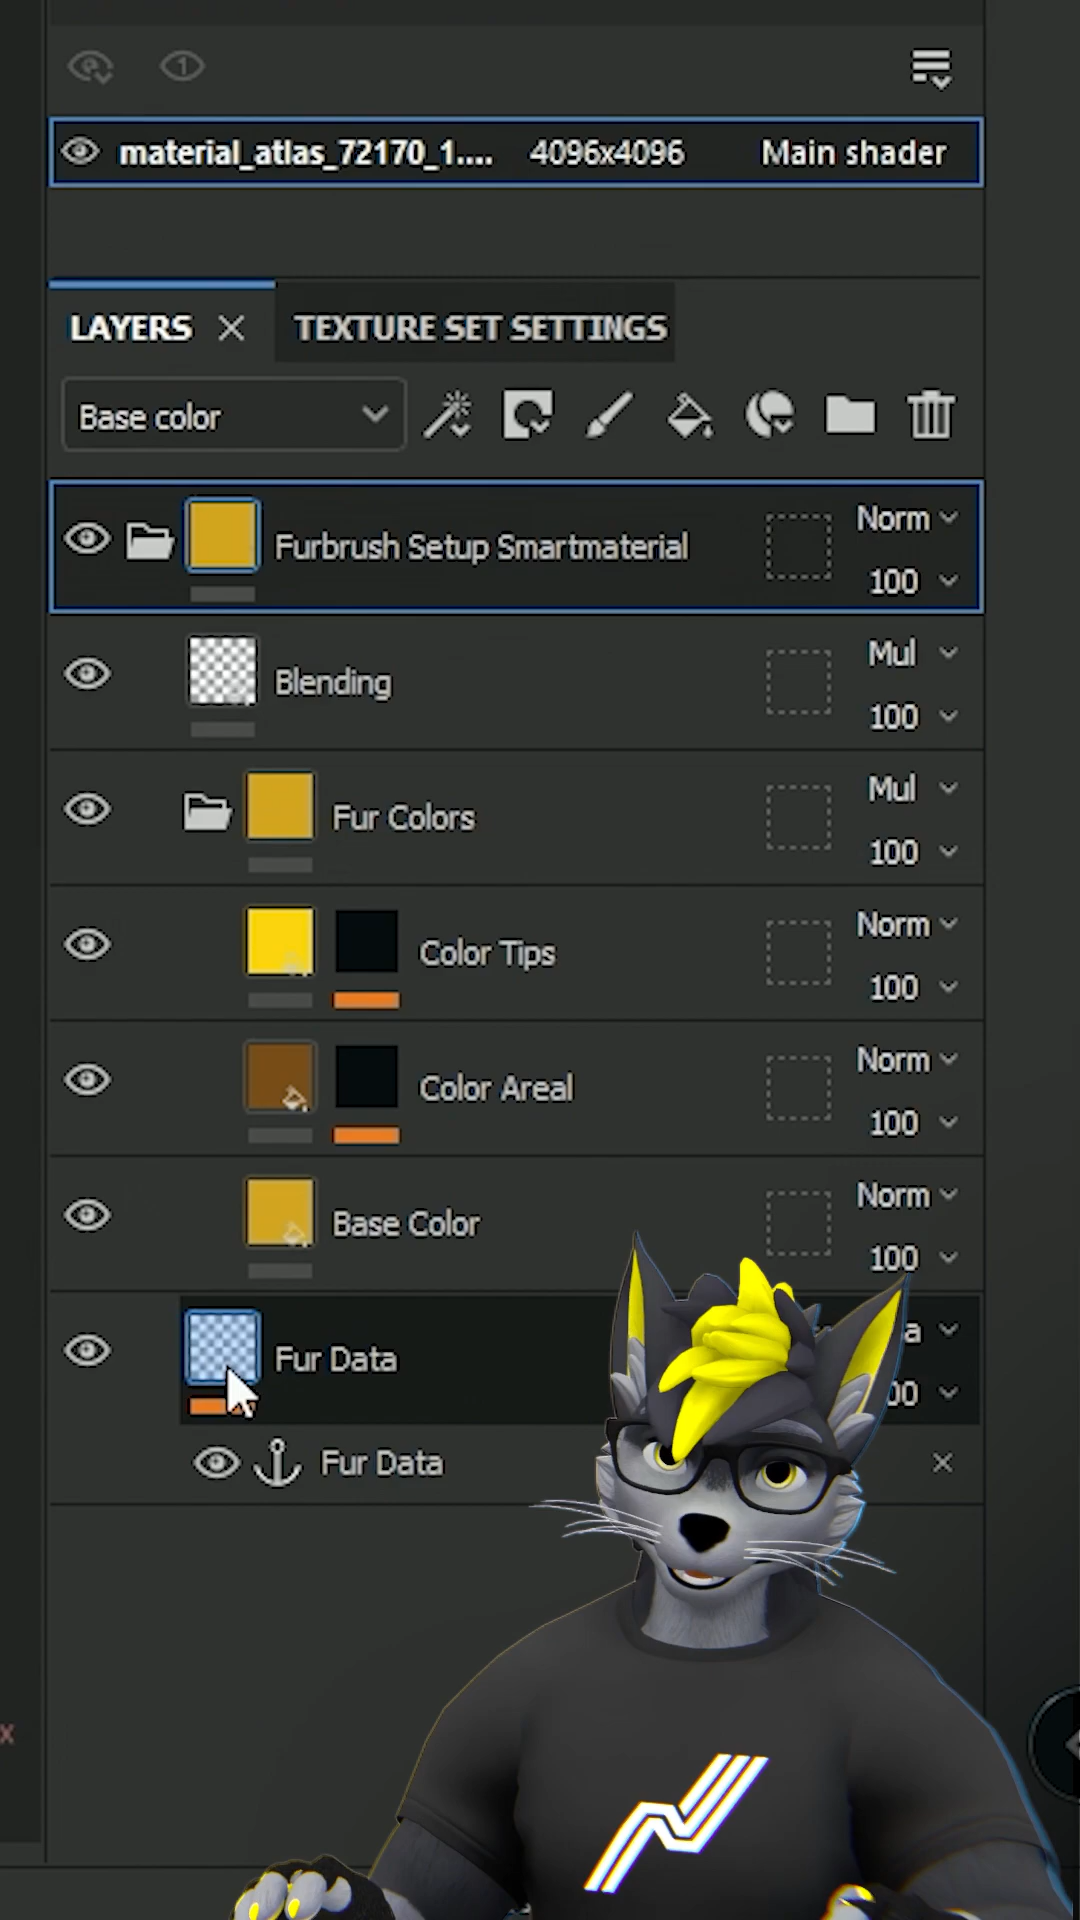 1
material_atlas_72170_1.... 4096x4096 Main shader
LAYERS TEXTURE SET SETTINGS
Base color
Furbrush Setup Smartmaterial Norm
100
Blending Mul
100
Fur Colors Mul
100
Color Tips Norm
100
Color Areal Norm
100
Base Color Norm
100
Fur Data
Fur Data